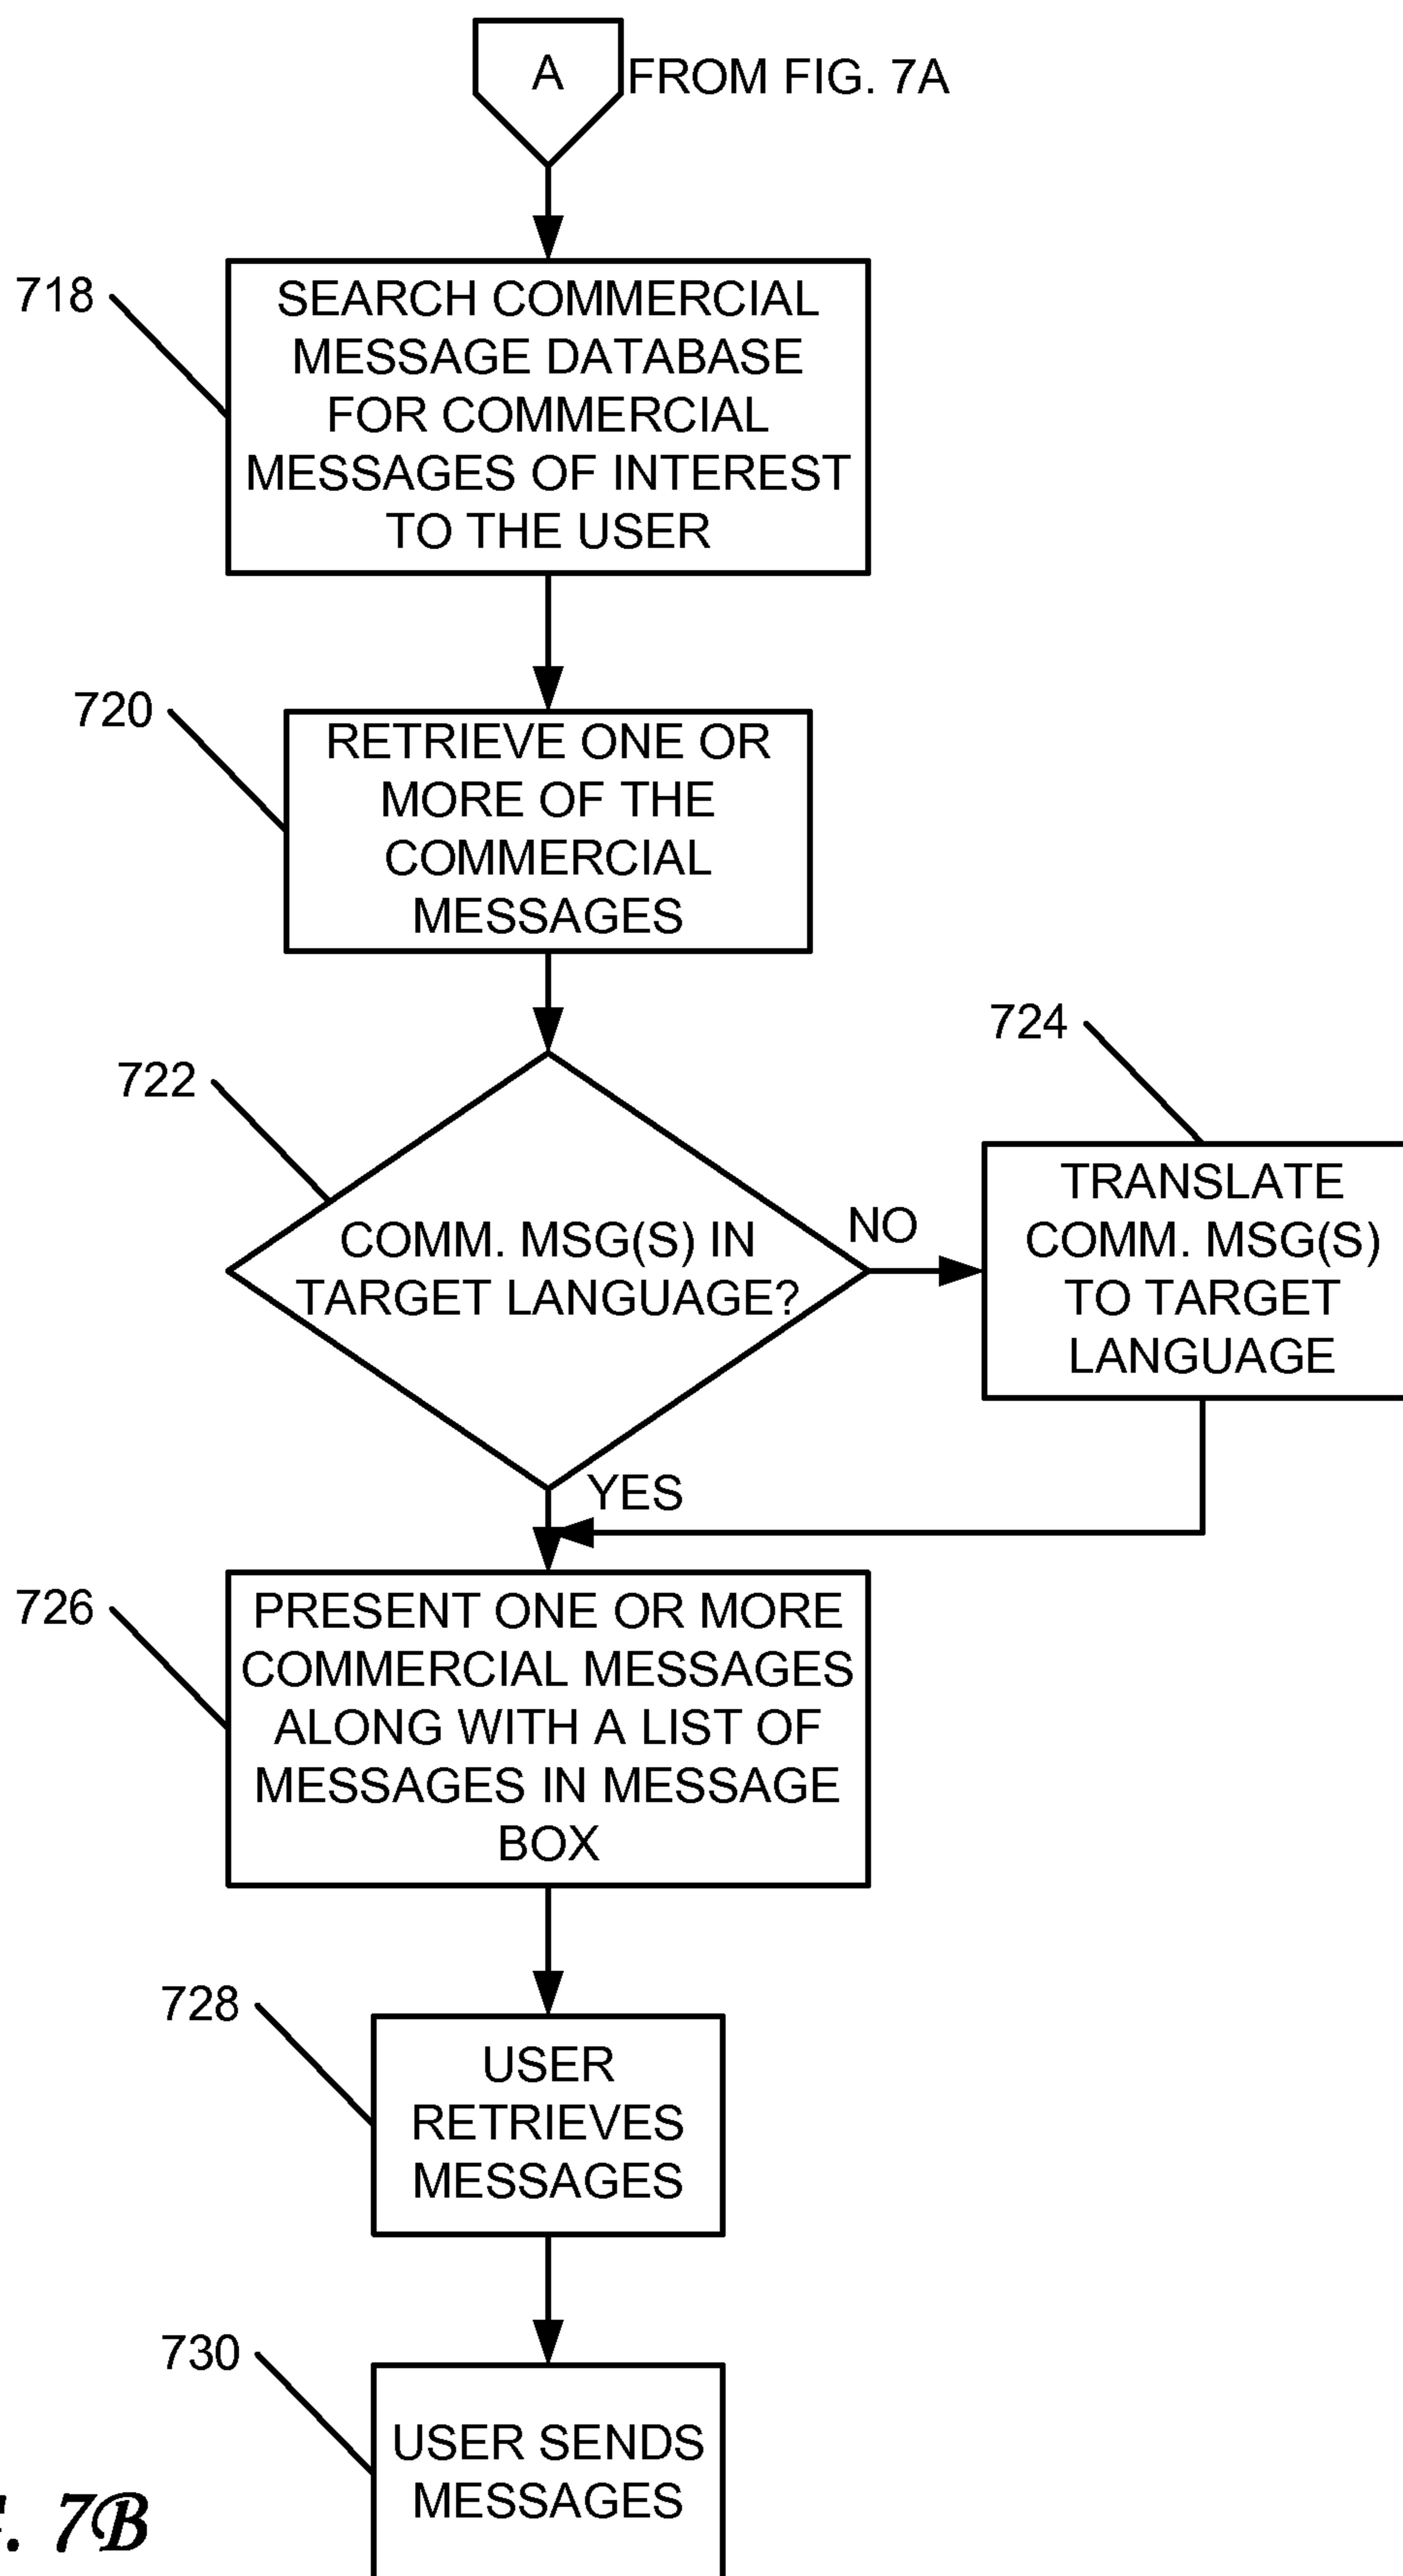 A
FROM FIG. 7A
718
SEARCH COMMERCIAL
MESSAGE DATABASE
FOR COMMERCIAL
MESSAGES OF INTEREST
TO THE USER
720
RETRIEVE ONE OR
MORE OF THE
COMMERCIAL
MESSAGES
722
COMM. MSG(S) IN
TARGET LANGUAGE?
NO
724
TRANSLATE
COMM. MSG(S)
TO TARGET
LANGUAGE
YES
726
PRESENT ONE OR MORE
COMMERCIAL MESSAGES
ALONG WITH A LIST OF
MESSAGES IN MESSAGE
BOX
728
USER
RETRIEVES
MESSAGES
730
USER SENDS
MESSAGES
7B